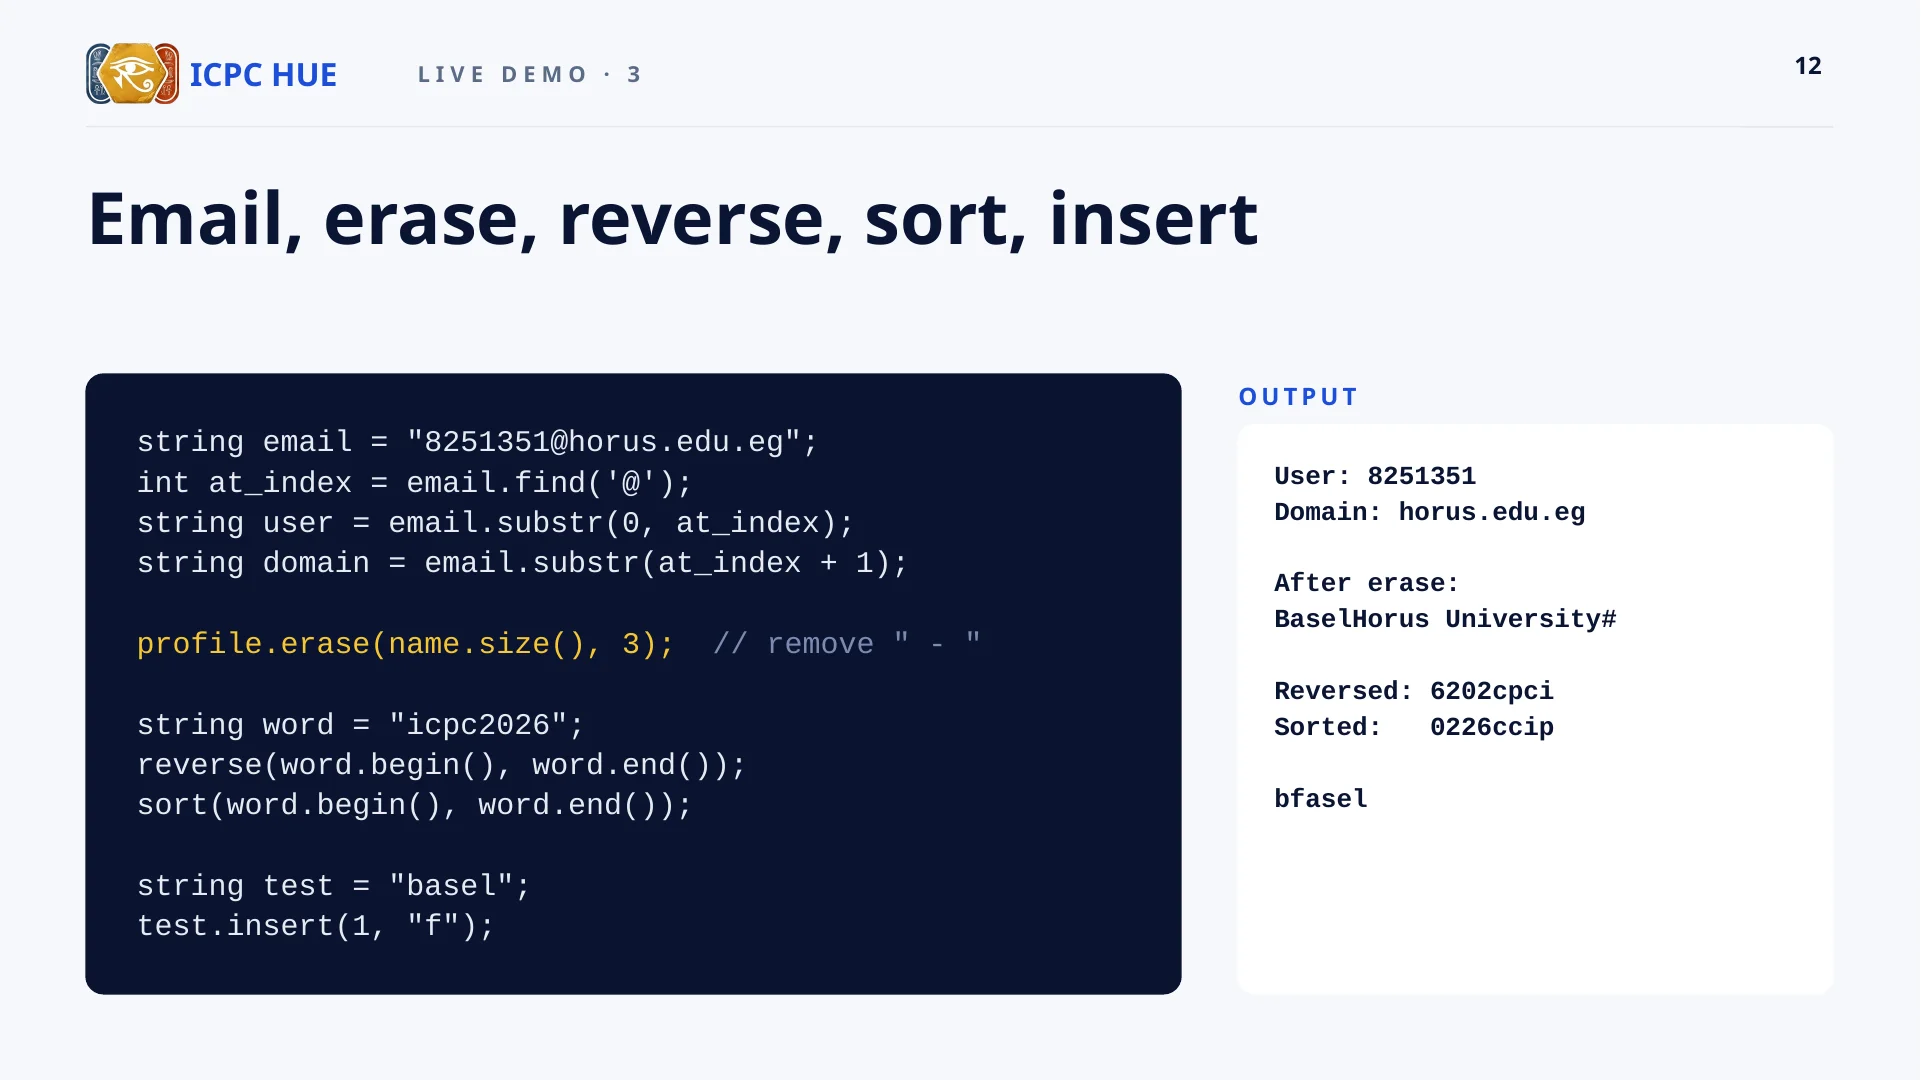 ICPC HUE
LIVE DEMO · 3
12
Email, erase, reverse, sort, insert
string email = "8251351@horus.edu.eg";
int at_index = email.find('@');
string user = email.substr(0, at_index);
string domain = email.substr(at_index + 1);
profile.erase(name.size(), 3);  // remove " - "
string word = "icpc2026";
reverse(word.begin(), word.end());
sort(word.begin(), word.end());
string test = "basel";
test.insert(1, "f");
OUTPUT
User: 8251351
Domain: horus.edu.eg
After erase:
BaselHorus University#
Reversed: 6202cpci
Sorted:   0226ccip
bfasel